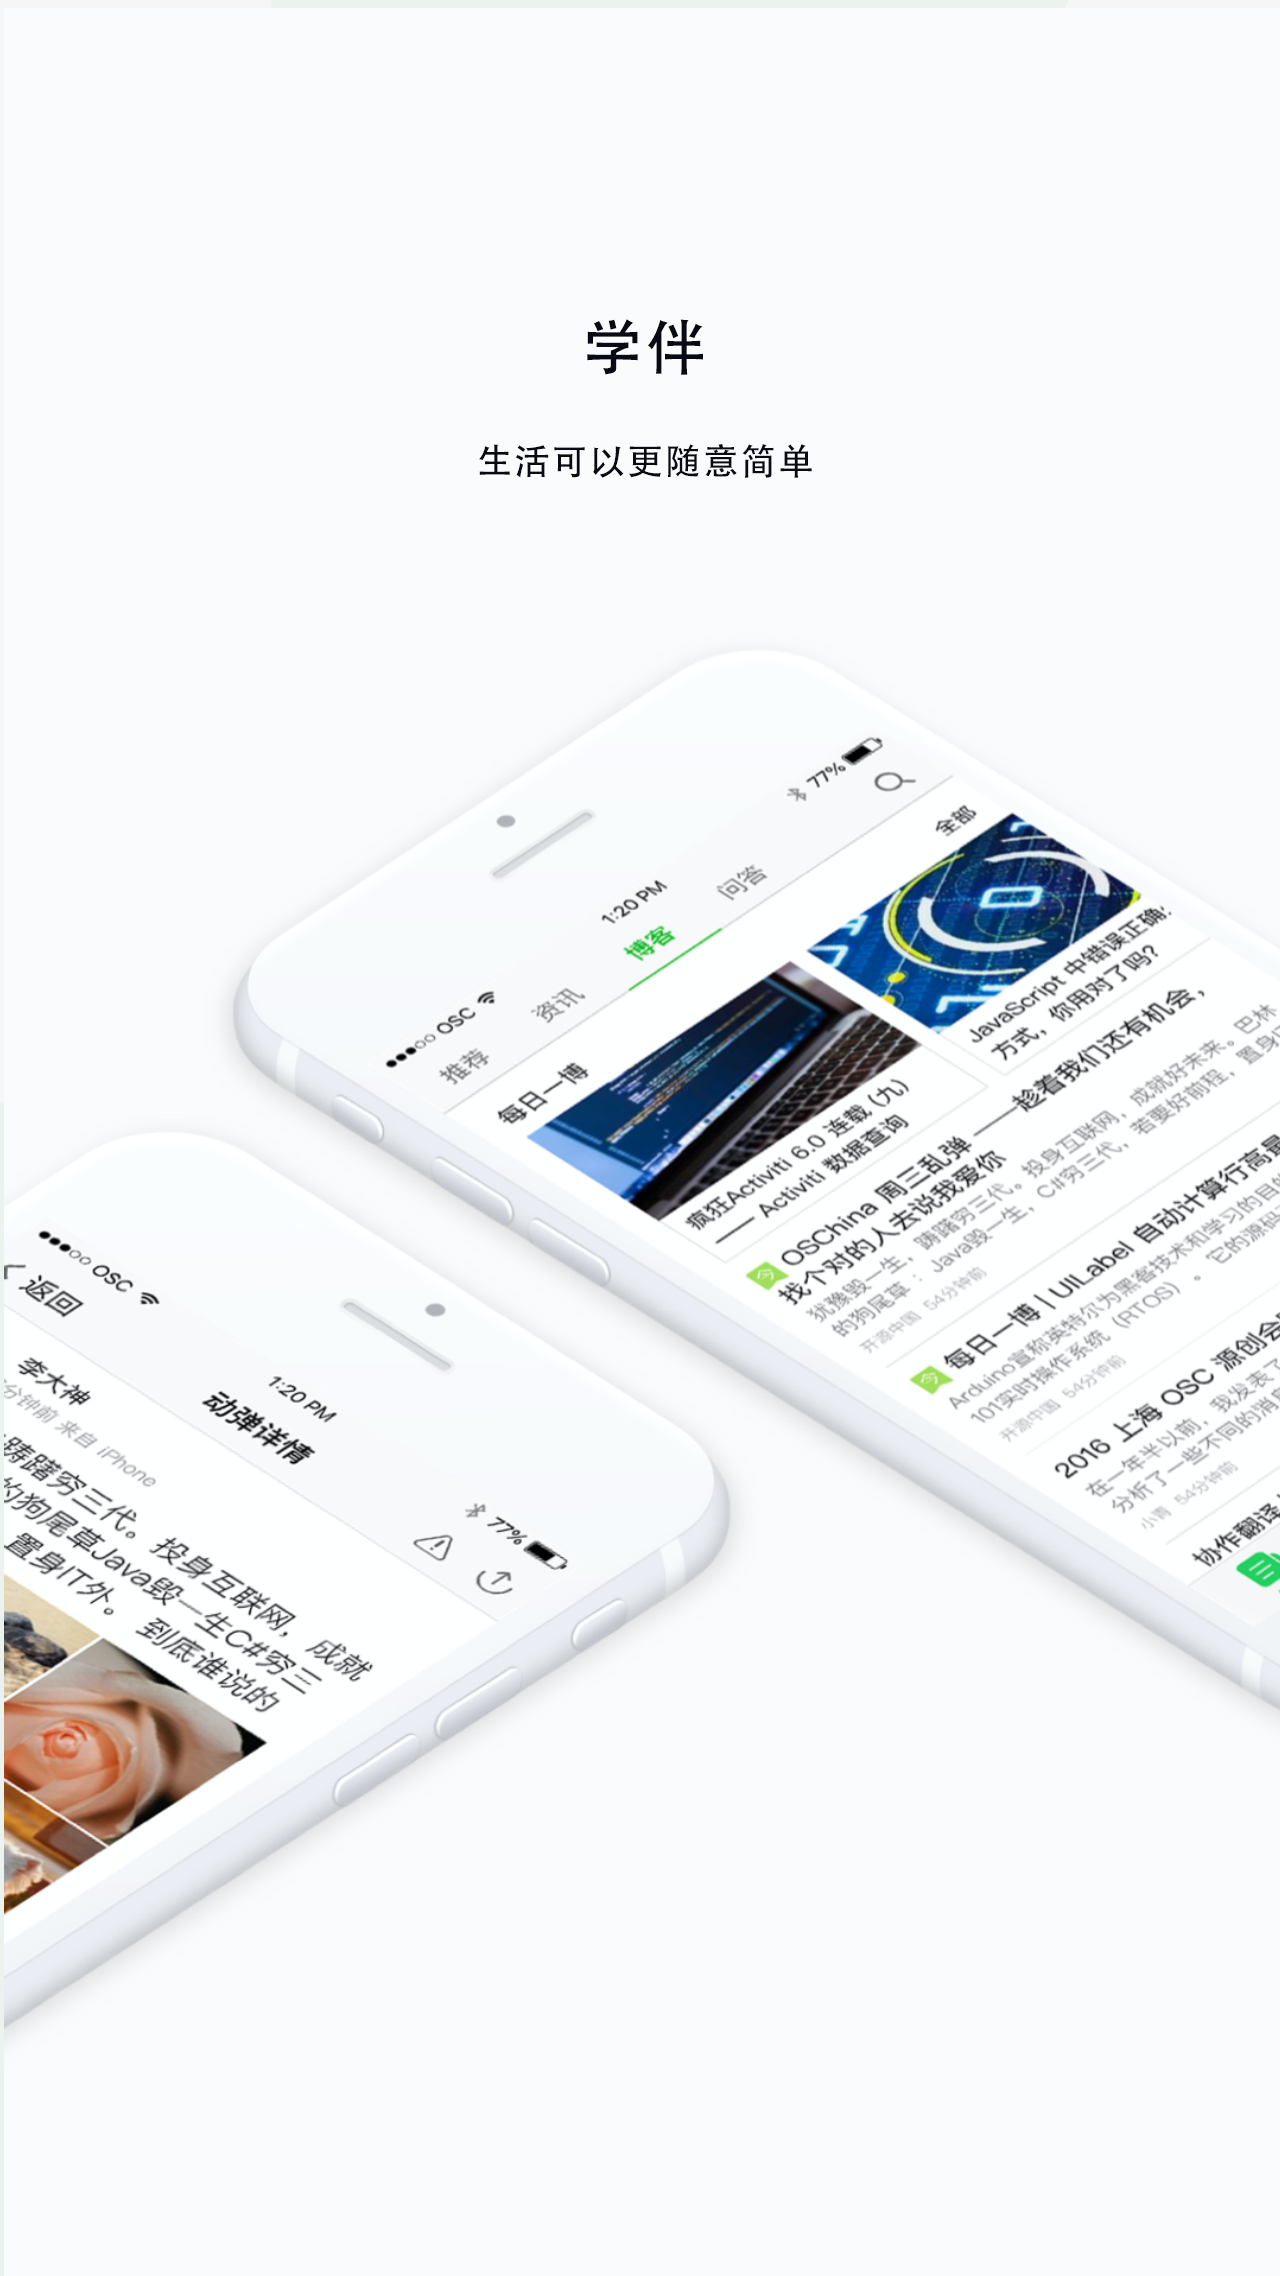 学伴
生活可以更随意简单
77%
1:20 PM
OSC
推荐
资讯
博客
问答
每日一博
全部
疯狂Activiti 6.0 连载 (九)
—— Activiti 数据查询
JavaScript 中错误正确
方式，你用对了吗？
OSChina 周三乱弹 ——趁着我们还有机会，
找个对的人去说我爱你
犹豫毁一生，踌躇穷三代。投身互联网，成就好未来。巴林
的狗尾草 ：Java毁一生，C#穷三代，若要好前程，置身
开源中国 54分钟前
每日一博 | UILabel 自动计算行高最
Arduino宣称英特尔为黑客技术和学习的目的
101实时操作系统（RTOS）。它的源码
开源中国 54分钟前
2016 上海 OSC 源创会
在一年半以前，我发表了
分析了一些不同的消息
小青 54分钟前
协作翻译
OSC
1:20 PM
77%
返回
动弹详情
李大神
分钟前 来自 iPhone
踌躇穷三代。投身互联网，成就
的狗尾草Java毁一生C#穷三
置身IT外。 到底谁说的